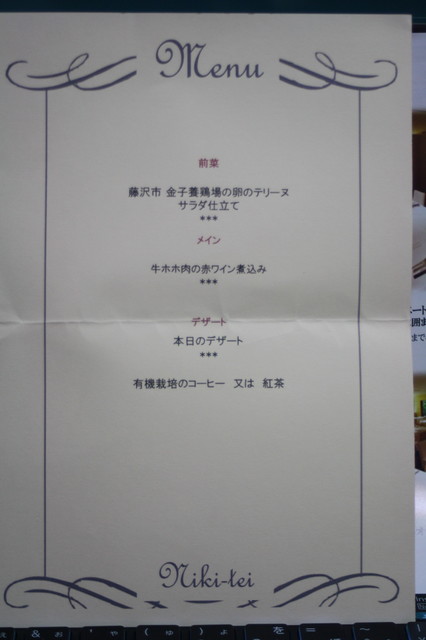 Menu
前菜
藤沢市 金子養鶏場の卵のテリーヌ
サラダ仕立て
***
メイン
牛ホホ肉の赤ワイン煮込み
***
デザート
本日のデザート
***
有機栽培のコーヒー 又は 紅茶
Niki-tei